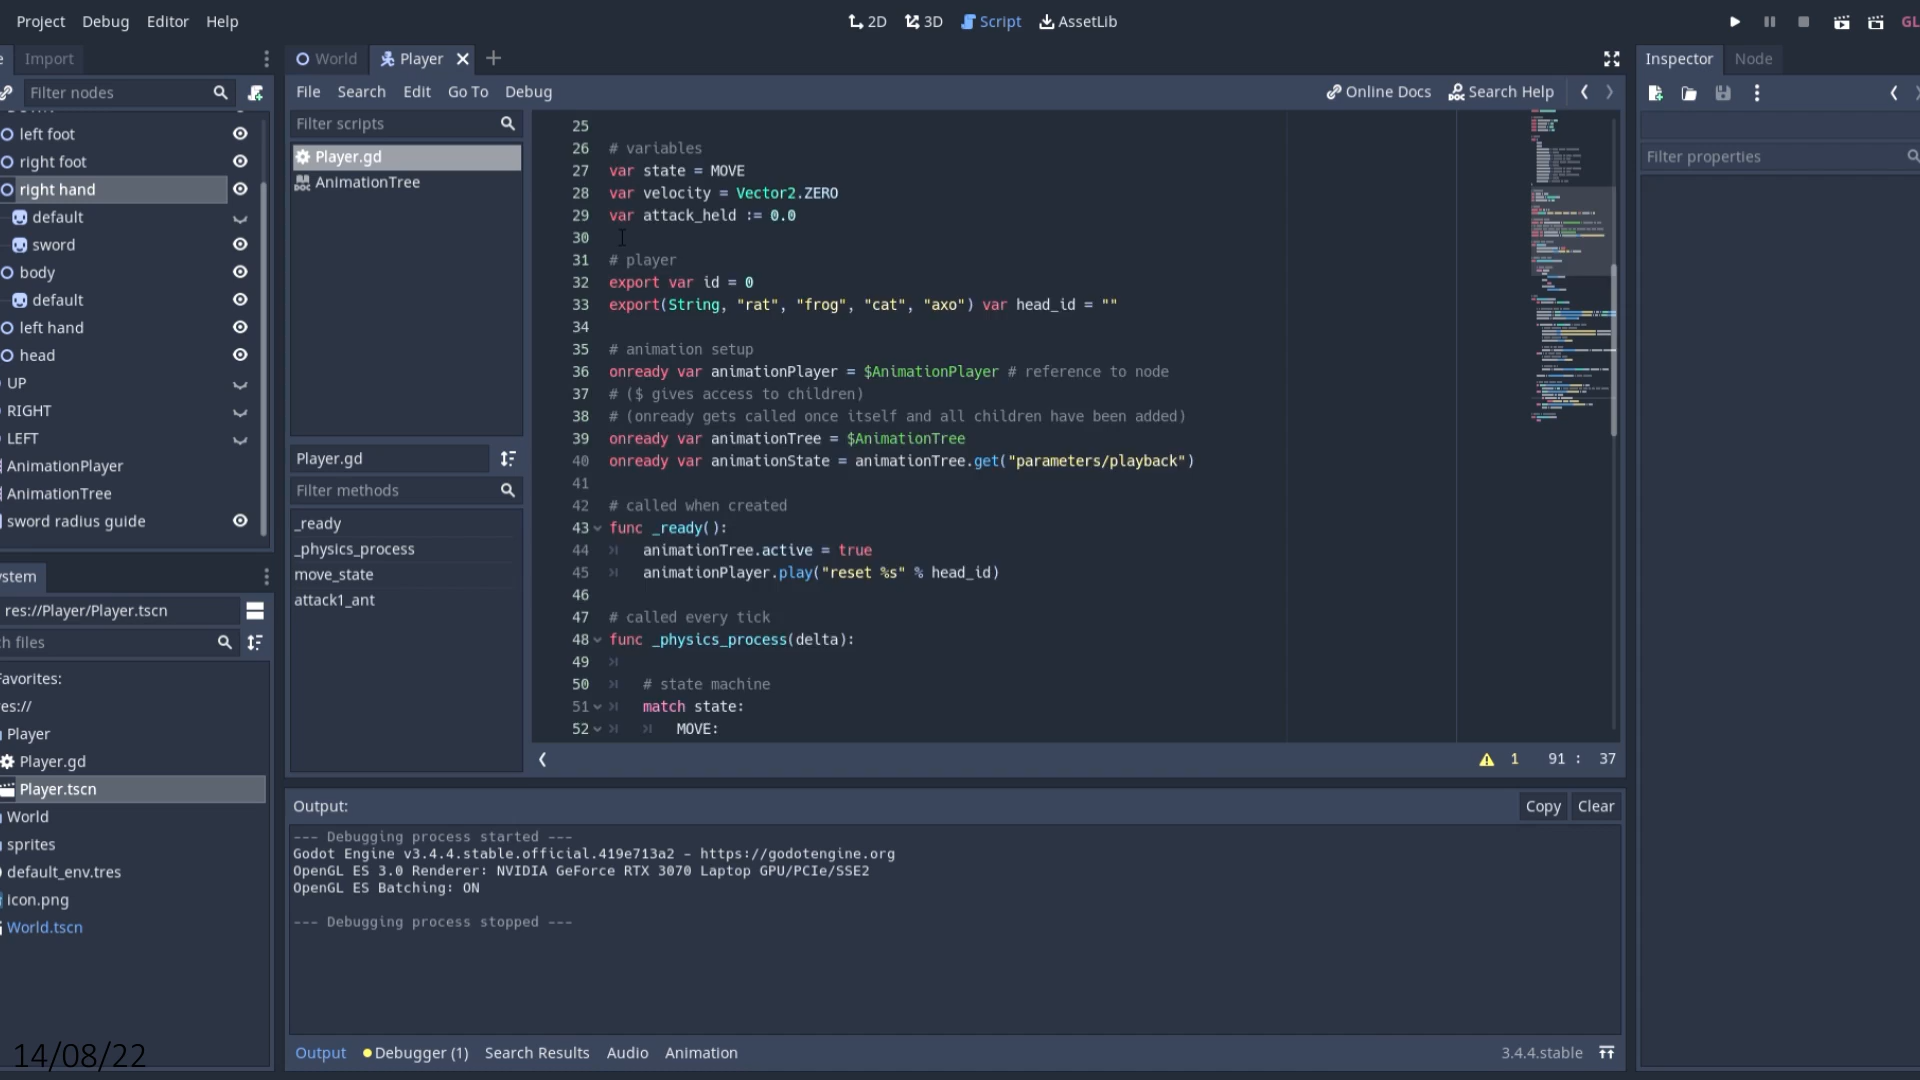 Project Debug Editor Help
2D 3D Script AssetLib
GL
Import
World Player
Inspector Node
Filter nodes
File Search Edit Go To Debug
Online Docs Search Help
left foot
right foot
right hand
default
sword
body
default
left hand
head
UP
RIGHT
LEFT
AnimationPlayer
AnimationTree
sword radius guide
stem
res://Player/Player.tscn
h files
Favorites:
es://
Player
Player.gd
Player.tscn
World
sprites
default_env.tres
icon.png
World.tscn
14/08/22
Filter scripts
Player.gd
AnimationTree
Player.gd
Filter methods
_ready
_physics_process
move_state
attack1_ant
25
26 # variables
27 var state = MOVE
28 var velocity = Vector2.ZERO
29 var attack_held := 0.0
30
31 # player
32 export var id = 0
33 export(String, "rat", "frog", "cat", "axo") var head_id = ""
34
35 # animation setup
36 onready var animationPlayer = $AnimationPlayer # reference to node
37 # ($ gives access to children)
38 # (onready gets called once itself and all children have been added)
39 onready var animationTree = $AnimationTree
40 onready var animationState = animationTree.get("parameters/playback")
41
42 # called when created
43 func _ready():
44 animationTree.active = true
45 animationPlayer.play("reset %s" % head_id)
46
47 # called every tick
48 func _physics_process(delta):
49
50 # state machine
51 match state:
52 MOVE:
1 91 : 37
Output:
Copy Clear
--- Debugging process started ---
Godot Engine v3.4.4.stable.official.419e713a2 - https://godotengine.org
OpenGL ES 3.0 Renderer: NVIDIA GeForce RTX 3070 Laptop GPU/PCIe/SSE2
OpenGL ES Batching: ON
--- Debugging process stopped ---
Output Debugger (1) Search Results Audio Animation
3.4.4.stable
Filter properties